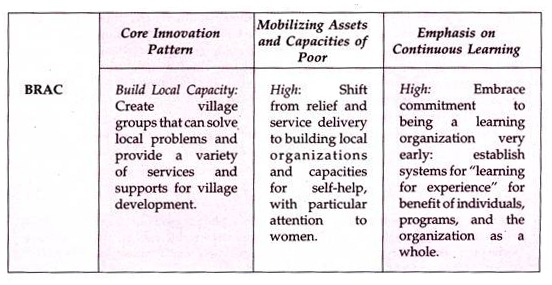 Core Innovation
Pattern
Mobilizing Assets
and Capacities of
Poor
Emphasis on
Continuous Learning
BRAC
Build Local Capacity:
Create village
groups that can solve
local problems and
provide a variety
of services and
supports for village
development.
High: Shift
from relief and
service delivery
to building local
organizations
and capacities
for self-help,
with particular
attention to
women.
High: Embrace
commitment to
being a learning
organization very
early: establish
systems for "learning
for experience" for
benefit of individuals,
programs, and the
organization as a
whole.